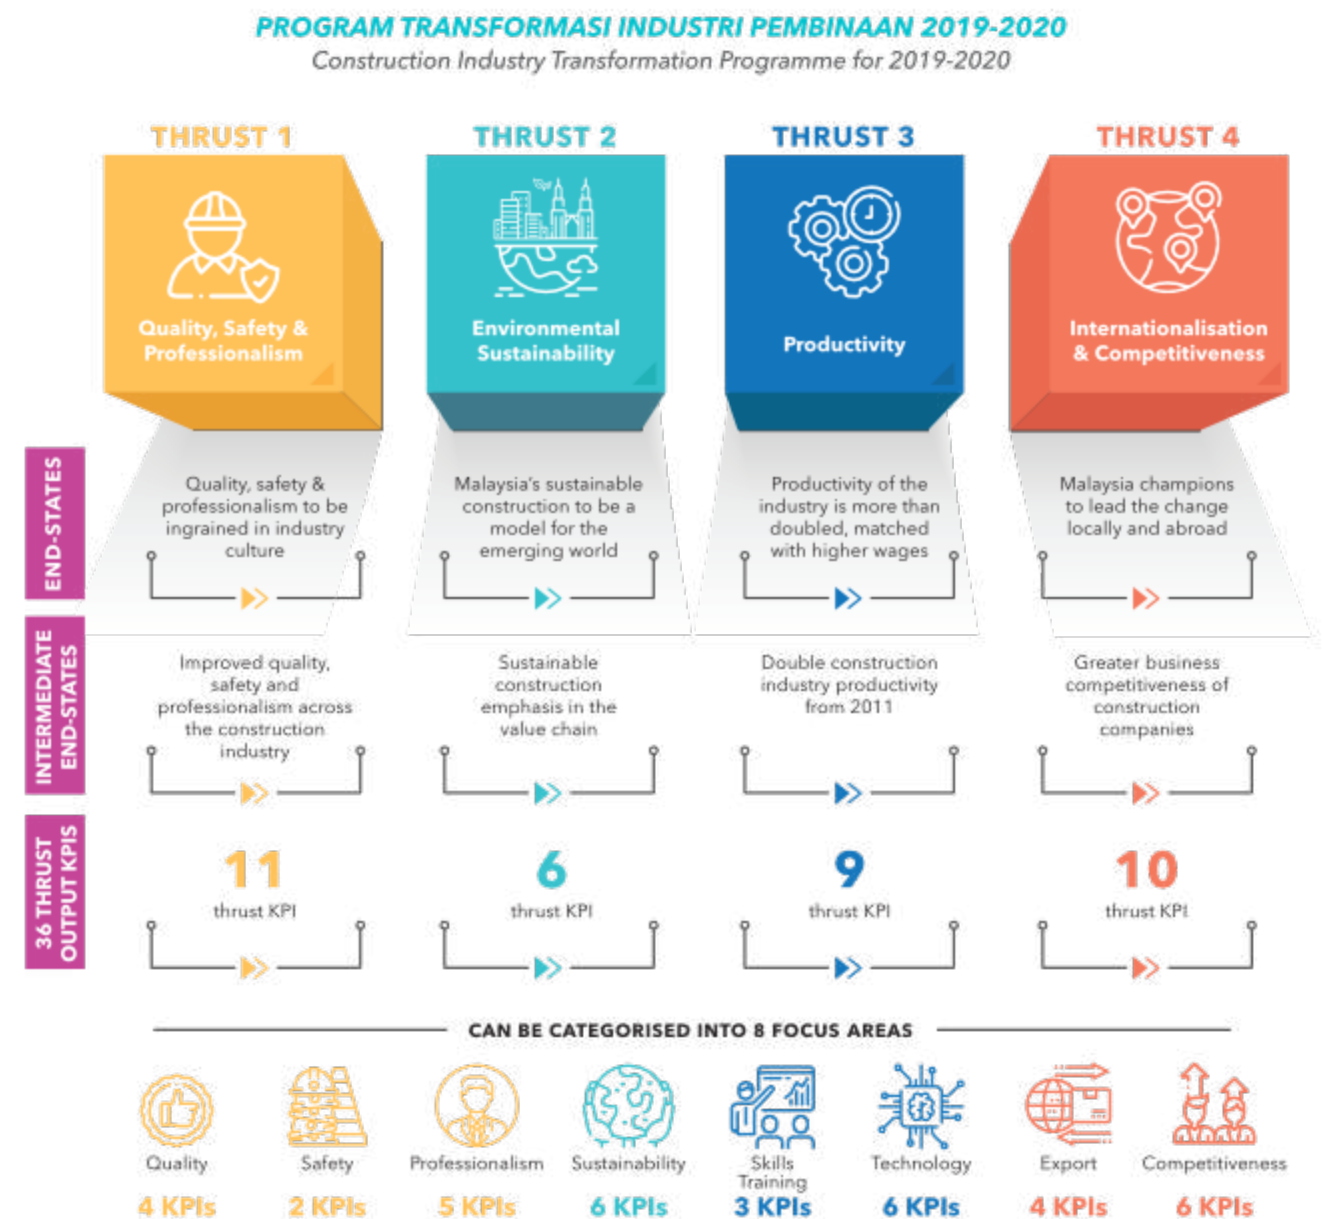 PROGRAM TRANSFORMASI INDUSTRI PEMBINAAN 2019-2020
Construction Industry Transformation Programme for 2019-2020
THRUST 1
THRUST 2
THRUST 3
THRUST 4
Quality, Safety &
Professionalism
Environmental
Sustainability
Productivity
Internationalisation
& Competitiveness
END-STATES
Quality, safety &
professionalism to be
ingrained in industry
culture
Malaysia's sustainable
construction to be a
model for the
emerging world
Productivity of the
industry is more than
doubled, matched
with higher wages
Malaysia champions
to lead the change
locally and abroad
INTERMEDIATE
END-STATES
Improved quality,
safety and
professionalism across
the construction
industry
Sustainable
construction
emphasis in the
value chain
Double construction
industry productivity
from 2011
Greater business
competitiveness of
construction
companies
36 THRUST
OUTPUT KPIS
11
thrust KPI
6
thrust KPI
9
thrust KPI
10
thrust KPI
CAN BE CATEGORISED INTO 8 FOCUS AREAS
Quality
4 KPIs
Safety
2 KPIs
Professionalism
5 KPIs
Sustainability
6 KPIs
Skills
Training
3 KPIs
Technology
6 KPIs
Export
4 KPIs
Competitiveness
6 KPIs